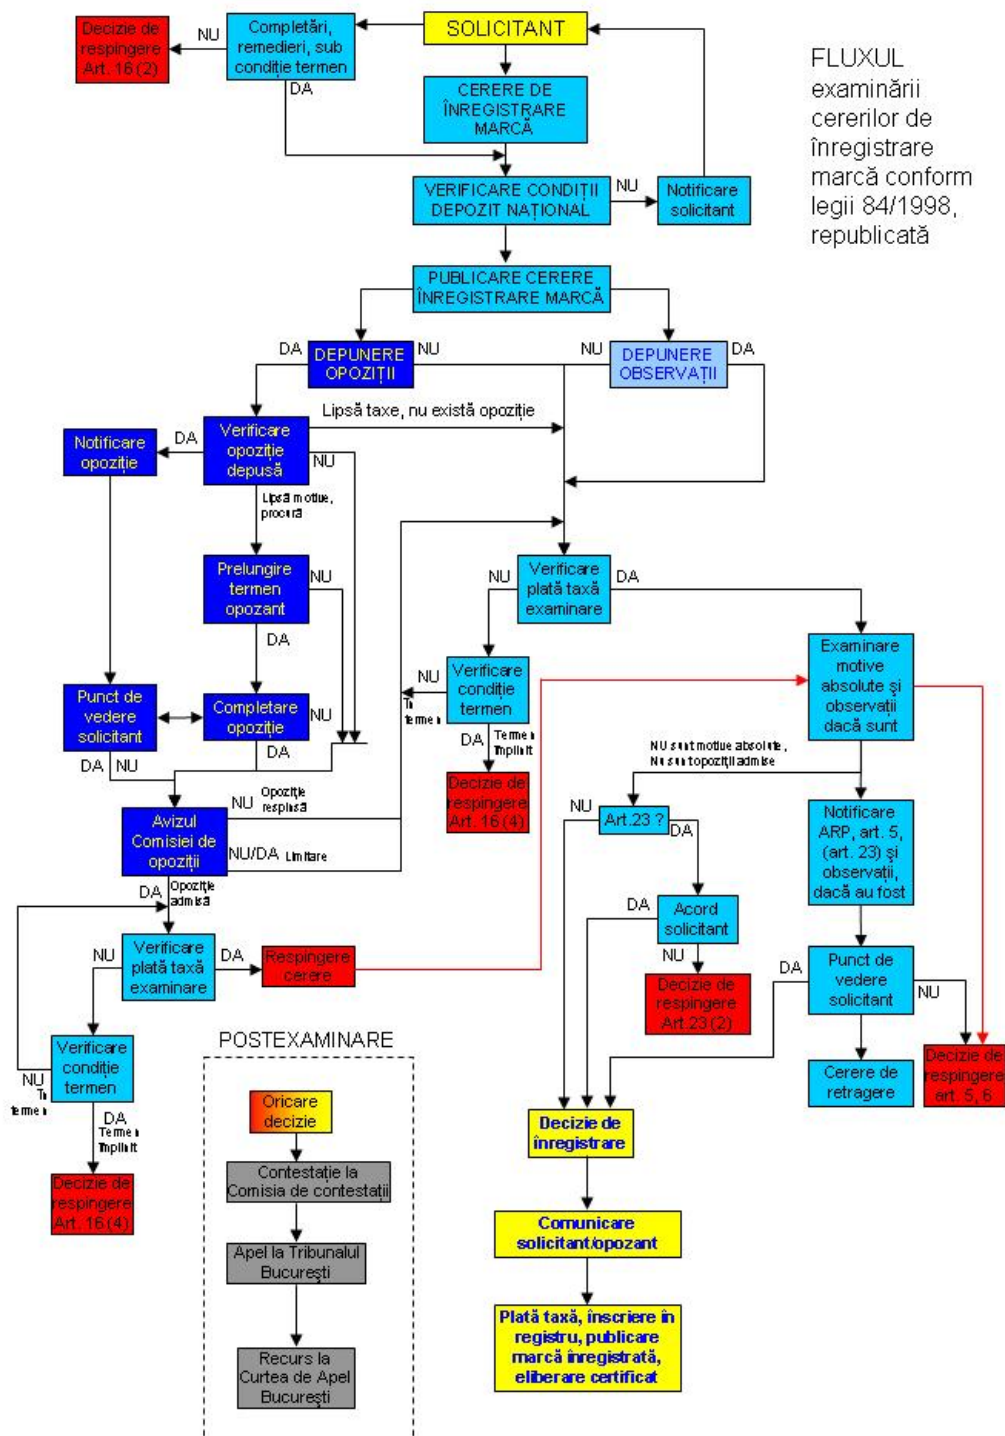 SOLICITANT
Completări,
remedieri, sub
condiție termen
NU
Decizie de
respingere
Art. 16 (2)
DA
CERERE DE
ÎNREGISTRARE
MARCĂ
FLUXUL
examinării
cererilor de
înregistrare
marcă conform
legii 84/1998,
republicată
VERIFICARE CONDIȚII
DEPOZIT NAȚIONAL
NU
Notificare
solicitant
PUBLICARE CERERE
ÎNREGISTRARE MARCĂ
DA
DEPUNERE
OPOZIȚII
NU
NU
DEPUNERE
OBSERVAȚII
DA
Lipsă taxe, nu există opoziție
Verificare
opoziție
depusă
DA
NU
Notificare
opoziție
Lipsă motive,
procură
Prelungire
termen
opozant
NU
DA
Punct de
vedere
solicitant
Completare
opoziție
NU
DA
NU
DA
Avizul
Comisiei de
opoziții
NU
Opoziție
respinsă
NU/DA
Limitare
DA
Opoziție
admisă
Verificare
plată taxă
examinare
NU
DA
Respingere
cerere
Verificare
condiție
termen
NU
În
termen
DA
Termen
împlinit
Decizie de
respingere
Art. 16 (4)
NU
Verificare
plată taxă
examinare
DA
Verificare
condiție
termen
NU
În
termen
DA
Termen
împlinit
Decizie de
respingere
Art. 16 (4)
Examinare
motive
absolute şi
observații
dacă sunt
NU sunt motive absolute,
Nu sunt opoziții admise
NU
Art.23 ?
DA
Acord
solicitant
DA
NU
Decizie de
respingere
Art.23 (2)
Notificare
ARP, art. 5,
(art. 23) şi
observații,
dacă au fost
DA
Punct de
vedere
solicitant
NU
Cerere de
retragere
Decizie de
respingere
art. 5, 6
POSTEXAMINARE
Oricare
decizie
Contestație la
Comisia de contestații
Apel la Tribunalul
Bucureşti
Recurs la
Curtea de Apel
Bucureşti
Decizie de
înregistrare
Comunicare
solicitant/opozant
Plată taxă, înscriere în
registru, publicare
marcă înregistrată,
eliberare certificat